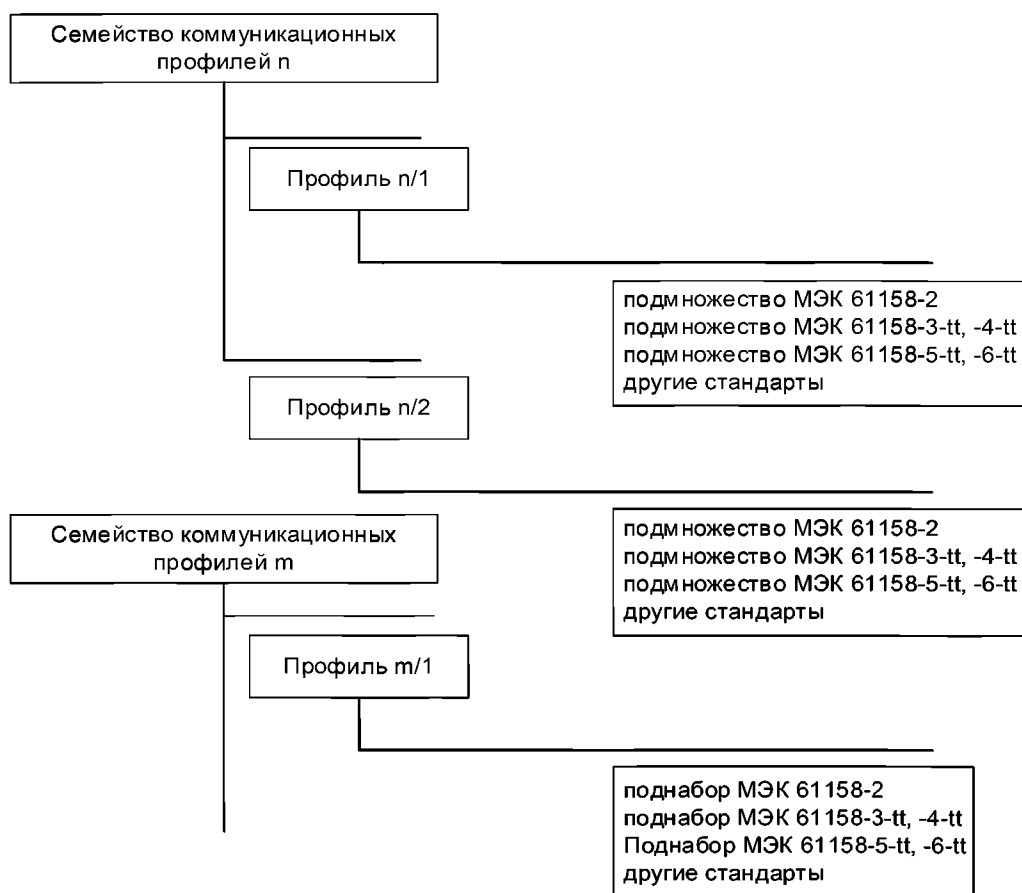 Семейство коммуникационных
профилей n
Профиль n/1
подмножество МЭК 61158-2
подмножество МЭК 61158-3-tt, -4-tt
подмножество МЭК 61158-5-tt, -6-tt
другие стандарты
Профиль n/2
подмножество МЭК 61158-2
подмножество МЭК 61158-3-tt, -4-tt
подмножество МЭК 61158-5-tt, -6-tt
другие стандарты
Семейство коммуникационных
профилей m
Профиль m/1
поднабор МЭК 61158-2
поднабор МЭК 61158-3-tt, -4-tt
Поднабор МЭК 61158-5-tt, -6-tt
другие стандарты